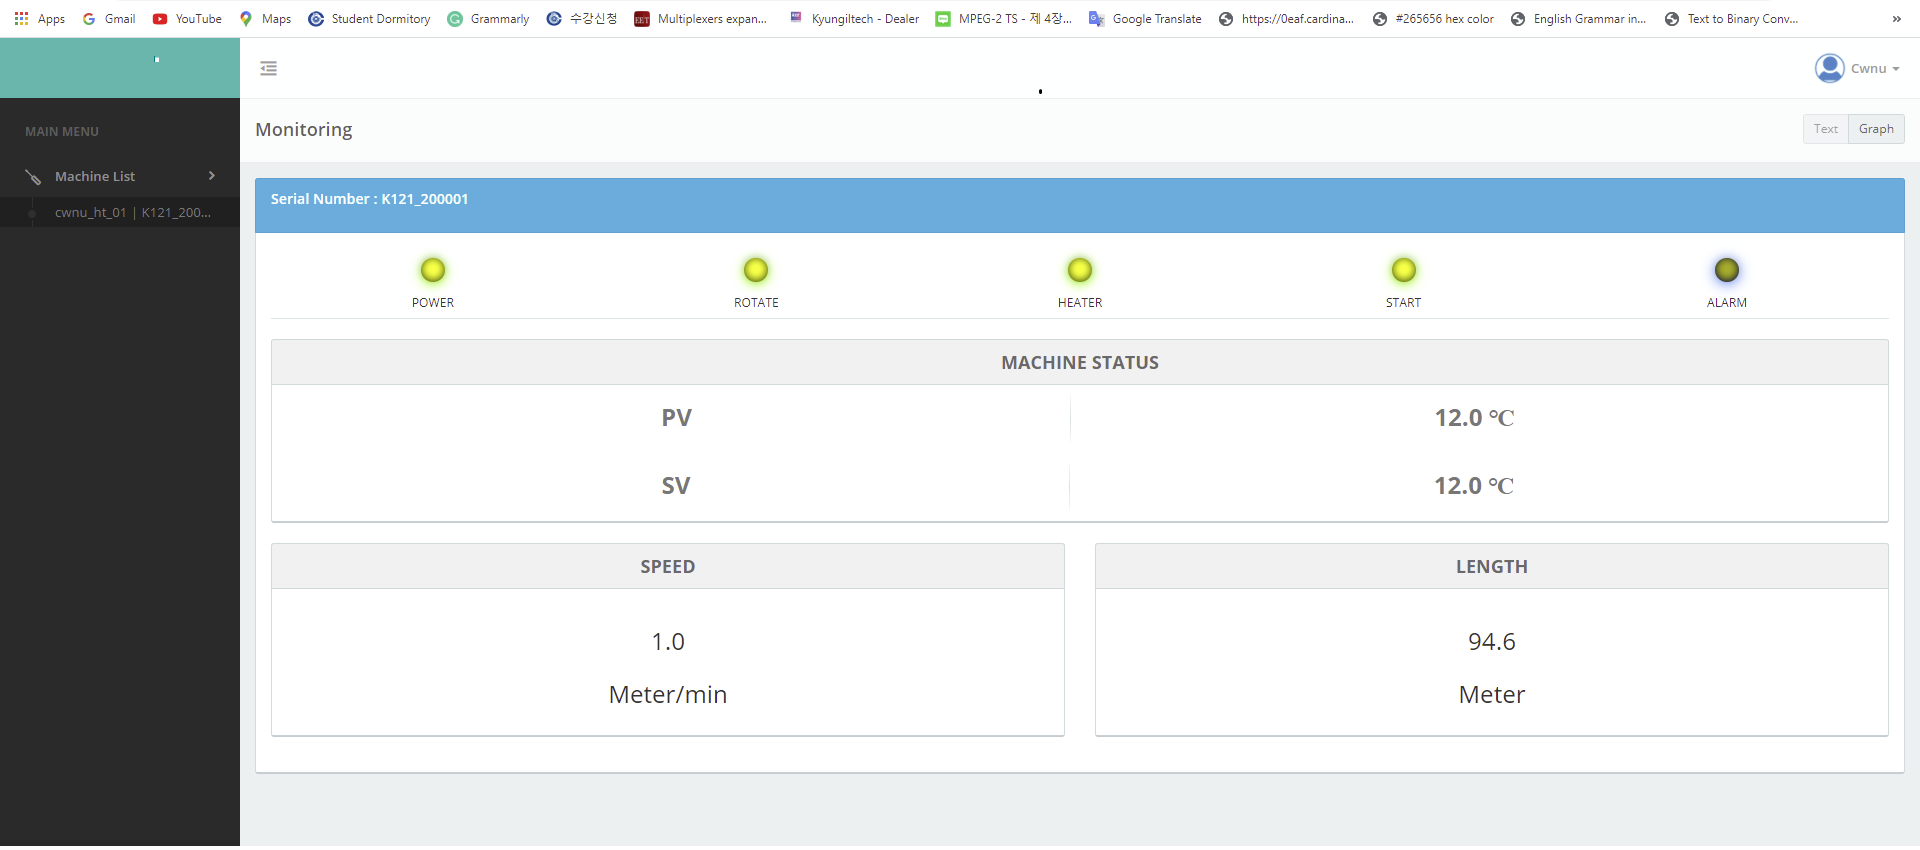 Apps Gmail YouTube Maps Student Dormitory Grammarly 수강신청 Multiplexers expan... Kyungiltech - Dealer MPEG-2 TS - 제 4장... Google Translate https://0eaf.cardina... #265656 hex color English Grammar in... Text to Binary Conv... »
Cwnu
MAIN MENU
Monitoring
Text Graph
Machine List
cwnu_ht_01 | K121_200...
Serial Number : K121_200001
POWER ROTATE HEATER START ALARM
MACHINE STATUS
PV 12.0 ℃
SV 12.0 ℃
SPEED LENGTH
1.0 94.6
Meter/min Meter